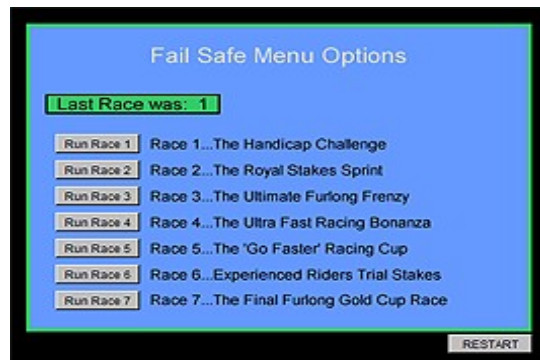 Fail Safe Menu Options
Last Race was: 1
Run Race 1 Race 1...The Handicap Challenge
Run Race 2 Race 2...The Royal Stakes Sprint
Run Race 3 Race 3...The Ultimate Furlong Frenzy
Run Race 4 Race 4...The Ultra Fast Racing Bonanza
Run Race 5 Race 5...The 'Go Faster' Racing Cup
Run Race 6 Race 6...Experienced Riders Trial Stakes
Run Race 7 Race 7...The Final Furlong Gold Cup Race
RESTART